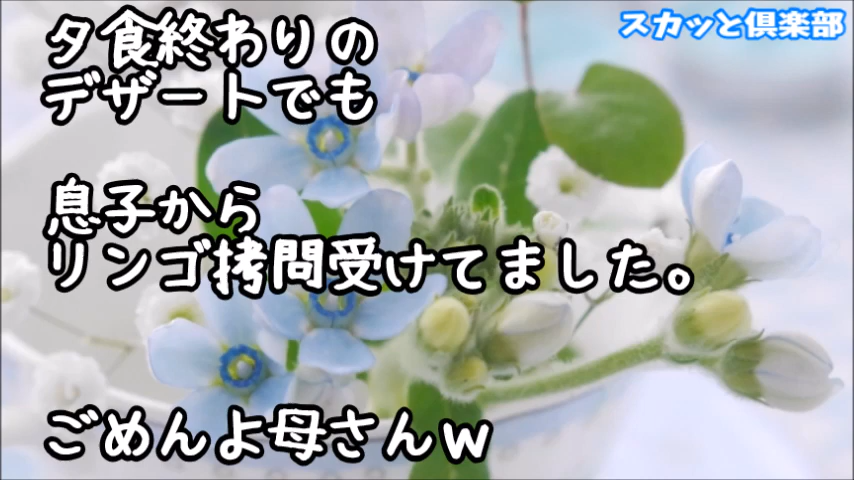 スカッと倶楽部
夕食終わりの
デザートでも
息子から
リンゴ拷問受けてました。
ごめんよ母さんｗ